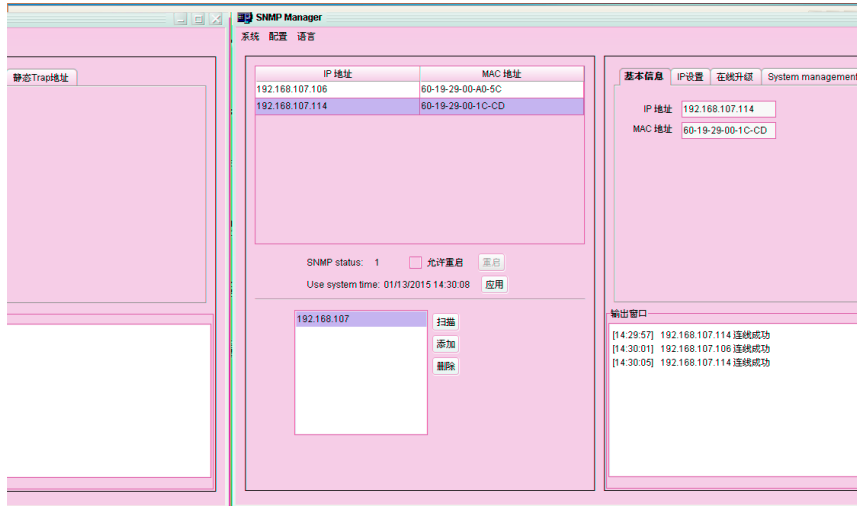 静态Trap地址
SNMP Manager
系统 配置 语言
IP 地址 MAC 地址
192.168.107.106 60-19-29-00-A0-5C
192.168.107.114 60-19-29-00-1C-CD
SNMP status: 1 允许重启 重启
Use system time: 01/13/2015 14:30:08 应用
192.168.107
扫描
添加
删除
基本信息 IP设置 在线升级 System management
IP 地址 192.168.107.114
MAC 地址 60-19-29-00-1C-CD
输出窗口
[14:29:57] 192.168.107.114 连线成功
[14:30:01] 192.168.107.106 连线成功
[14:30:05] 192.168.107.114 连线成功